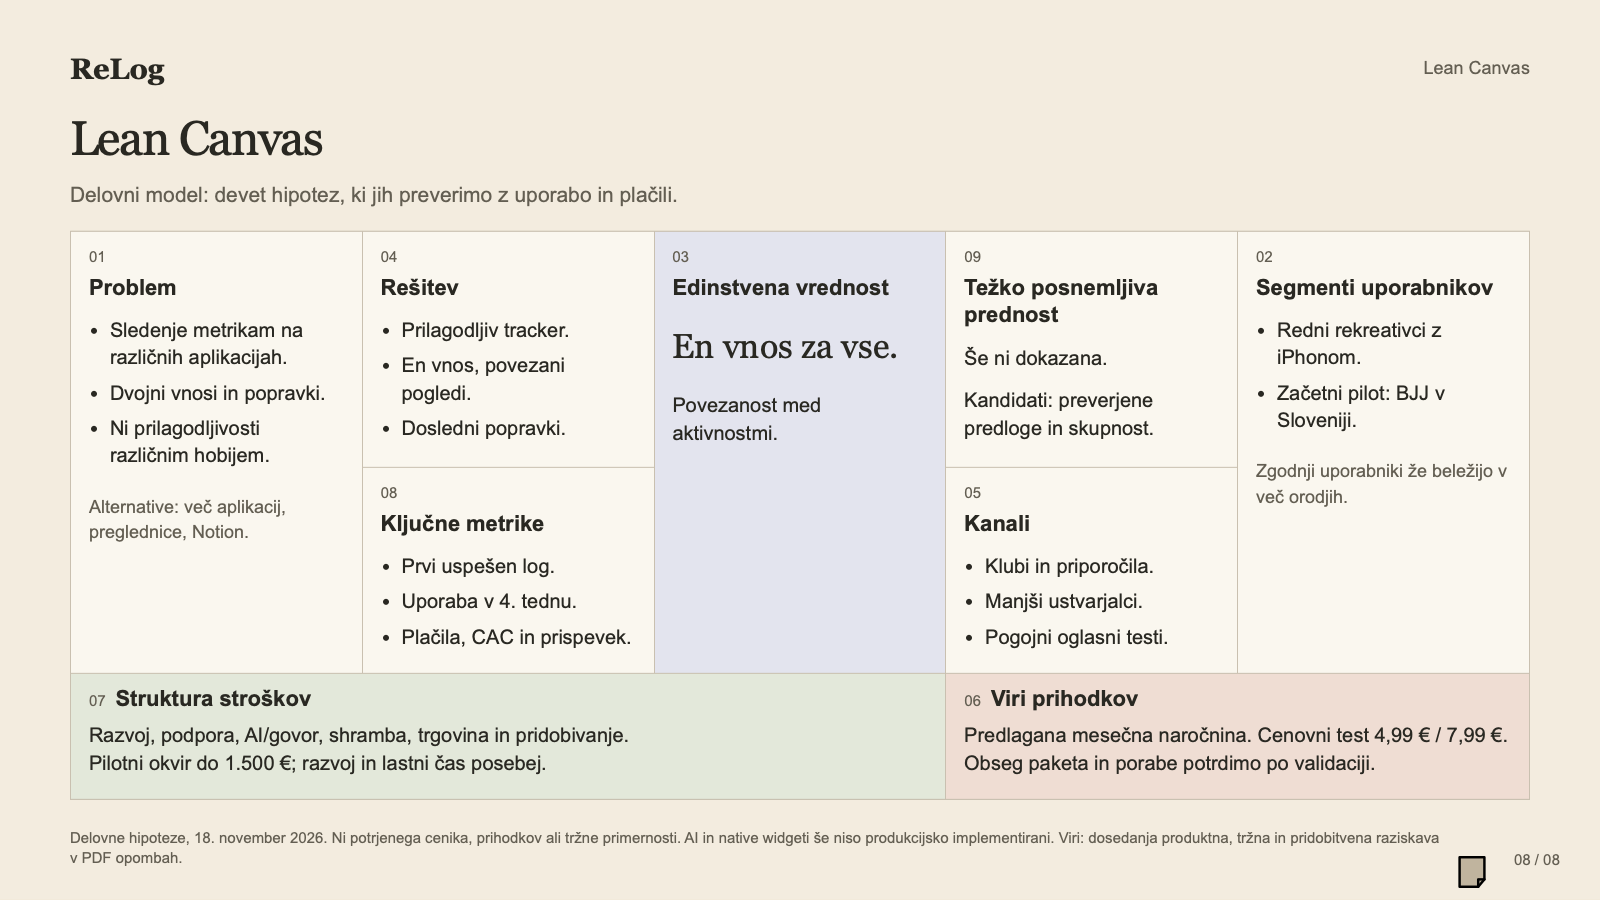 ReLog
Lean Canvas
Lean Canvas
Delovni model: devet hipotez, ki jih preverimo z uporabo in plačili.
01
Problem
• Sledenje metrikam na
različnih aplikacijah.
• Dvojni vnosi in popravki.
• Ni prilagodljivosti
različnim hobijem.
Alternative: več aplikacij,
preglednice, Notion.
04
Rešitev
• Prilagodljiv tracker.
• En vnos, povezani
pogledi.
• Dosledni popravki.
08
Ključne metrike
• Prvi uspešen log.
• Uporaba v 4. tednu.
• Plačila, CAC in prispevek.
03
Edinstvena vrednost
En vnos za vse.
Povezanost med
aktivnostmi.
09
Težko posnemljiva
prednost
Še ni dokazana.
Kandidati: preverjene
predloge in skupnost.
05
Kanali
• Klubi in priporočila.
• Manjši ustvarjalci.
• Pogojni oglasni testi.
02
Segmenti uporabnikov
• Redni rekreativci z
iPhonom.
• Začetni pilot: BJJ v
Sloveniji.
Zgodnji uporabniki že beležijo v
več orodjih.
07 Struktura stroškov
Razvoj, podpora, AI/govor, shramba, trgovina in pridobivanje.
Pilotni okvir do 1.500 €; razvoj in lastni čas posebej.
06 Viri prihodkov
Predlagana mesečna naročnina. Cenovni test 4,99 € / 7,99 €.
Obseg paketa in porabe potrdimo po validaciji.
Delovne hipoteze, 18. november 2026. Ni potrjenega cenika, prihodkov ali tržne primernosti. AI in native widgeti še niso produkcijsko implementirani. Viri: dosedanja produktna, tržna in pridobitvena raziskava
v PDF opombah.
08 / 08